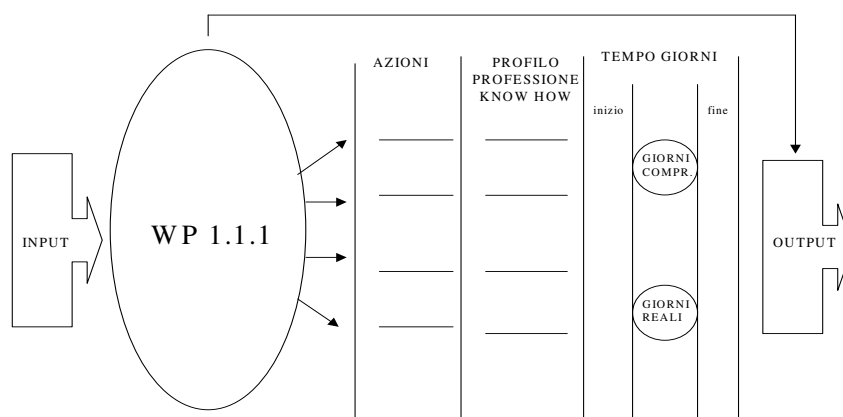 INPUT
WP 1.1.1
AZIONI
PROFILO
PROFESSIONE
KNOW HOW
TEMPO GIORNI
inizio
fine
GIORNI
COMPR.
GIORNI
REALI
OUTPUT